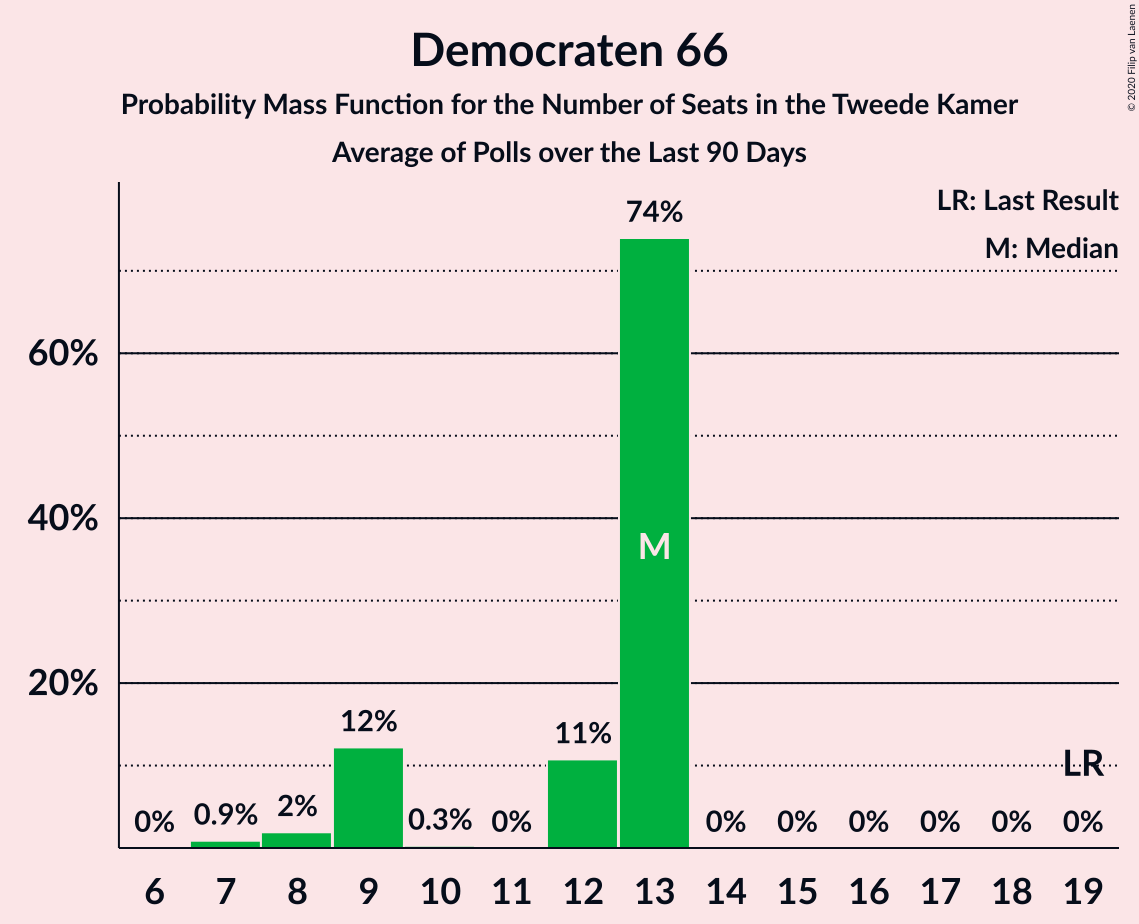 Democraten 66
Probability Mass Function for the Number of Seats in the Tweede Kamer
Average of Polls over the Last 90 Days
© 2020 Filip van Laenen
LR: Last Result
M: Median
74%
60%
40%
M
20%
12%
11%
LR
0%
0.9%
2%
0.3%
0%
0%
0%
0%
0%
0%
0%
6 7 8 9 10 11 12 13 14 15 16 17 18 19